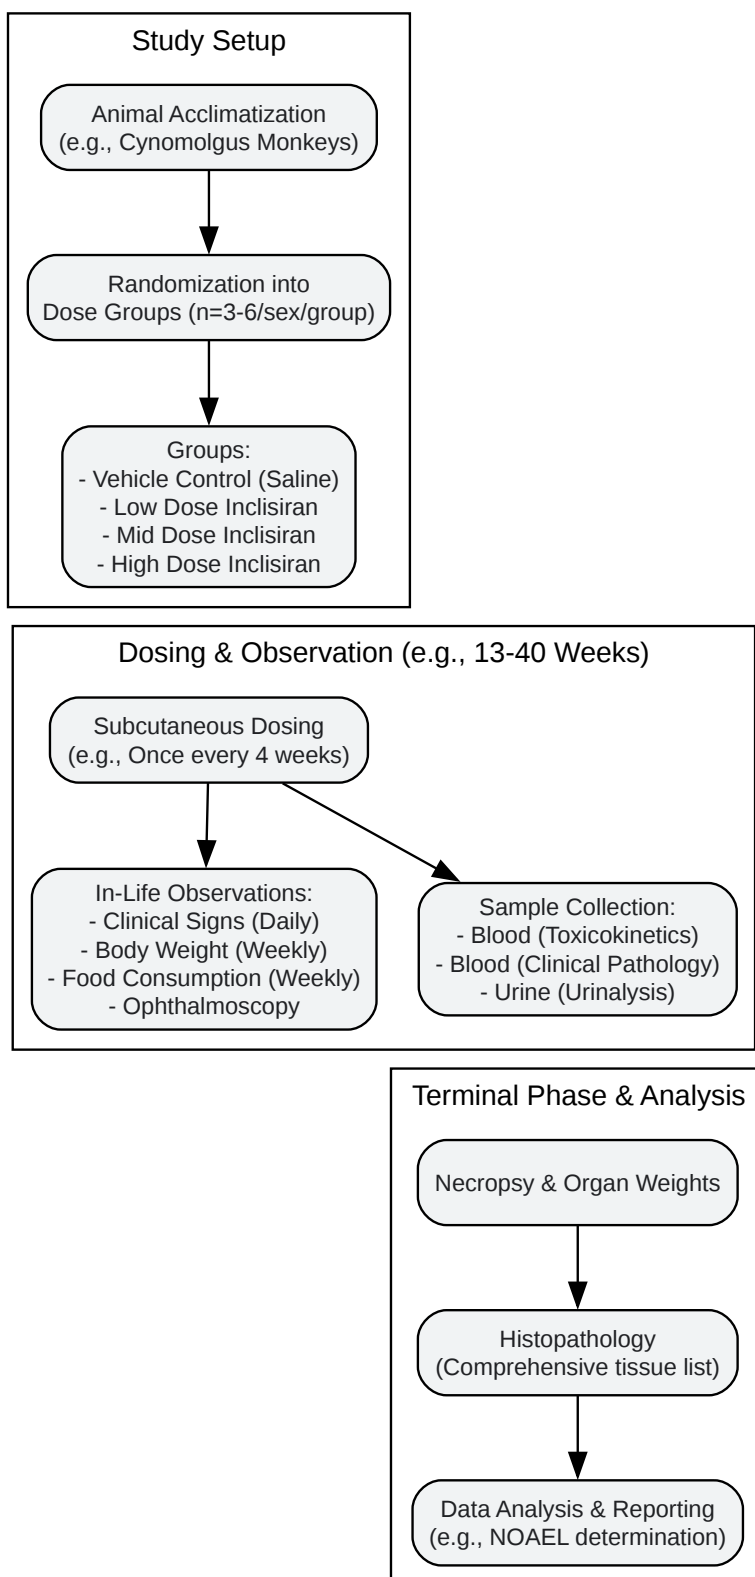 Study Setup
Animal Acclimatization
(e.g., Cynomolgus Monkeys)
Randomization into
Dose Groups (n=3-6/sex/group)
Groups:
- Vehicle Control (Saline)
- Low Dose Inclisiran
- Mid Dose Inclisiran
- High Dose Inclisiran
Dosing & Observation (e.g., 13-40 Weeks)
Subcutaneous Dosing
(e.g., Once every 4 weeks)
In-Life Observations:
- Clinical Signs (Daily)
- Body Weight (Weekly)
- Food Consumption (Weekly)
- Ophthalmoscopy
Sample Collection:
- Blood (Toxicokinetics)
- Blood (Clinical Pathology)
- Urine (Urinalysis)
Terminal Phase & Analysis
Necropsy & Organ Weights
Histopathology
(Comprehensive tissue list)
Data Analysis & Reporting
(e.g., NOAEL determination)